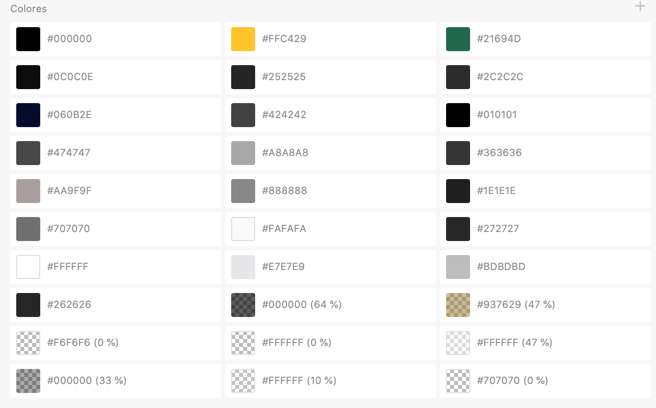 Colores
#000000 #FFC429 #21694D
#0C0C0E #252525 #2C2C2C
#060B2E #424242 #010101
#474747 #A8A8A8 #363636
#AA9F9F #888888 #1E1E1E
#707070 #FAFAFA #272727
#FFFFFF #E7E7E9 #BDBDBD
#262626 #000000 (64 %) #937629 (47 %)
#F6F6F6 (0 %) #FFFFFF (0 %) #FFFFFF (47 %)
#000000 (33 %) #FFFFFF (10 %) #707070 (0 %)